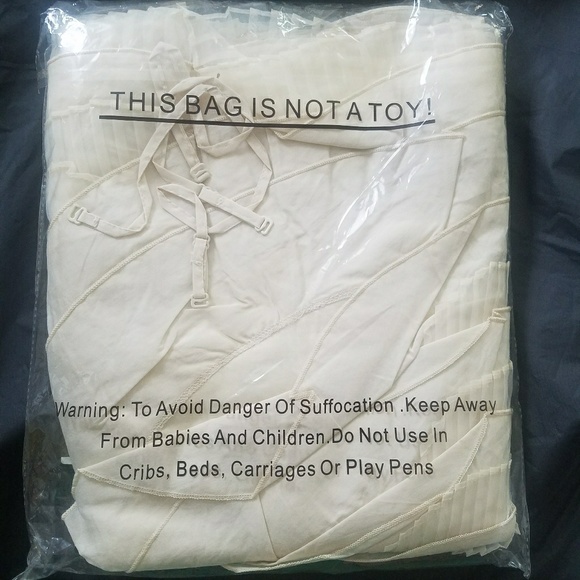 THIS BAG IS NOT A TOY!
Warning: To Avoid Danger Of Suffocation .Keep Away
From Babies And Children.Do Not Use In
Cribs, Beds, Carriages Or Play Pens